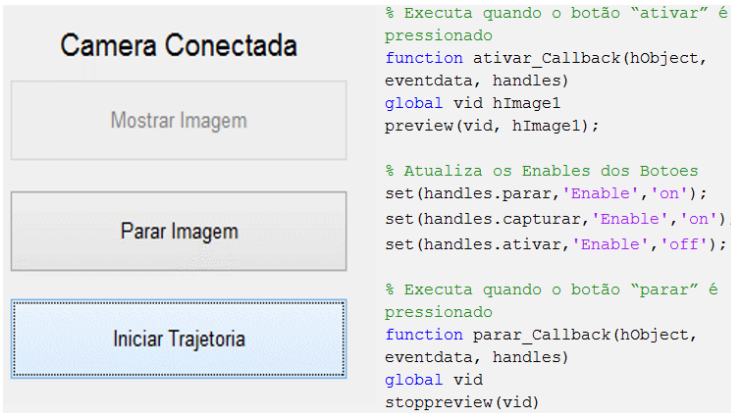 Camera Conectada
Mostrar Imagem
Parar Imagem
Iniciar Trajetoria
% Executa quando o botão “ativar” é
pressionado
function ativar_Callback(hObject,
eventdata, handles)
global vid hImage1
preview(vid, hImage1);
% Atualiza os Enables dos Botoes
set(handles.parar,'Enable','on');
set(handles.capturar,'Enable','on');
set(handles.ativar,'Enable','off');
% Executa quando o botão “parar” é
pressionado
function parar_Callback(hObject,
eventdata, handles)
global vid
stoppreview(vid)